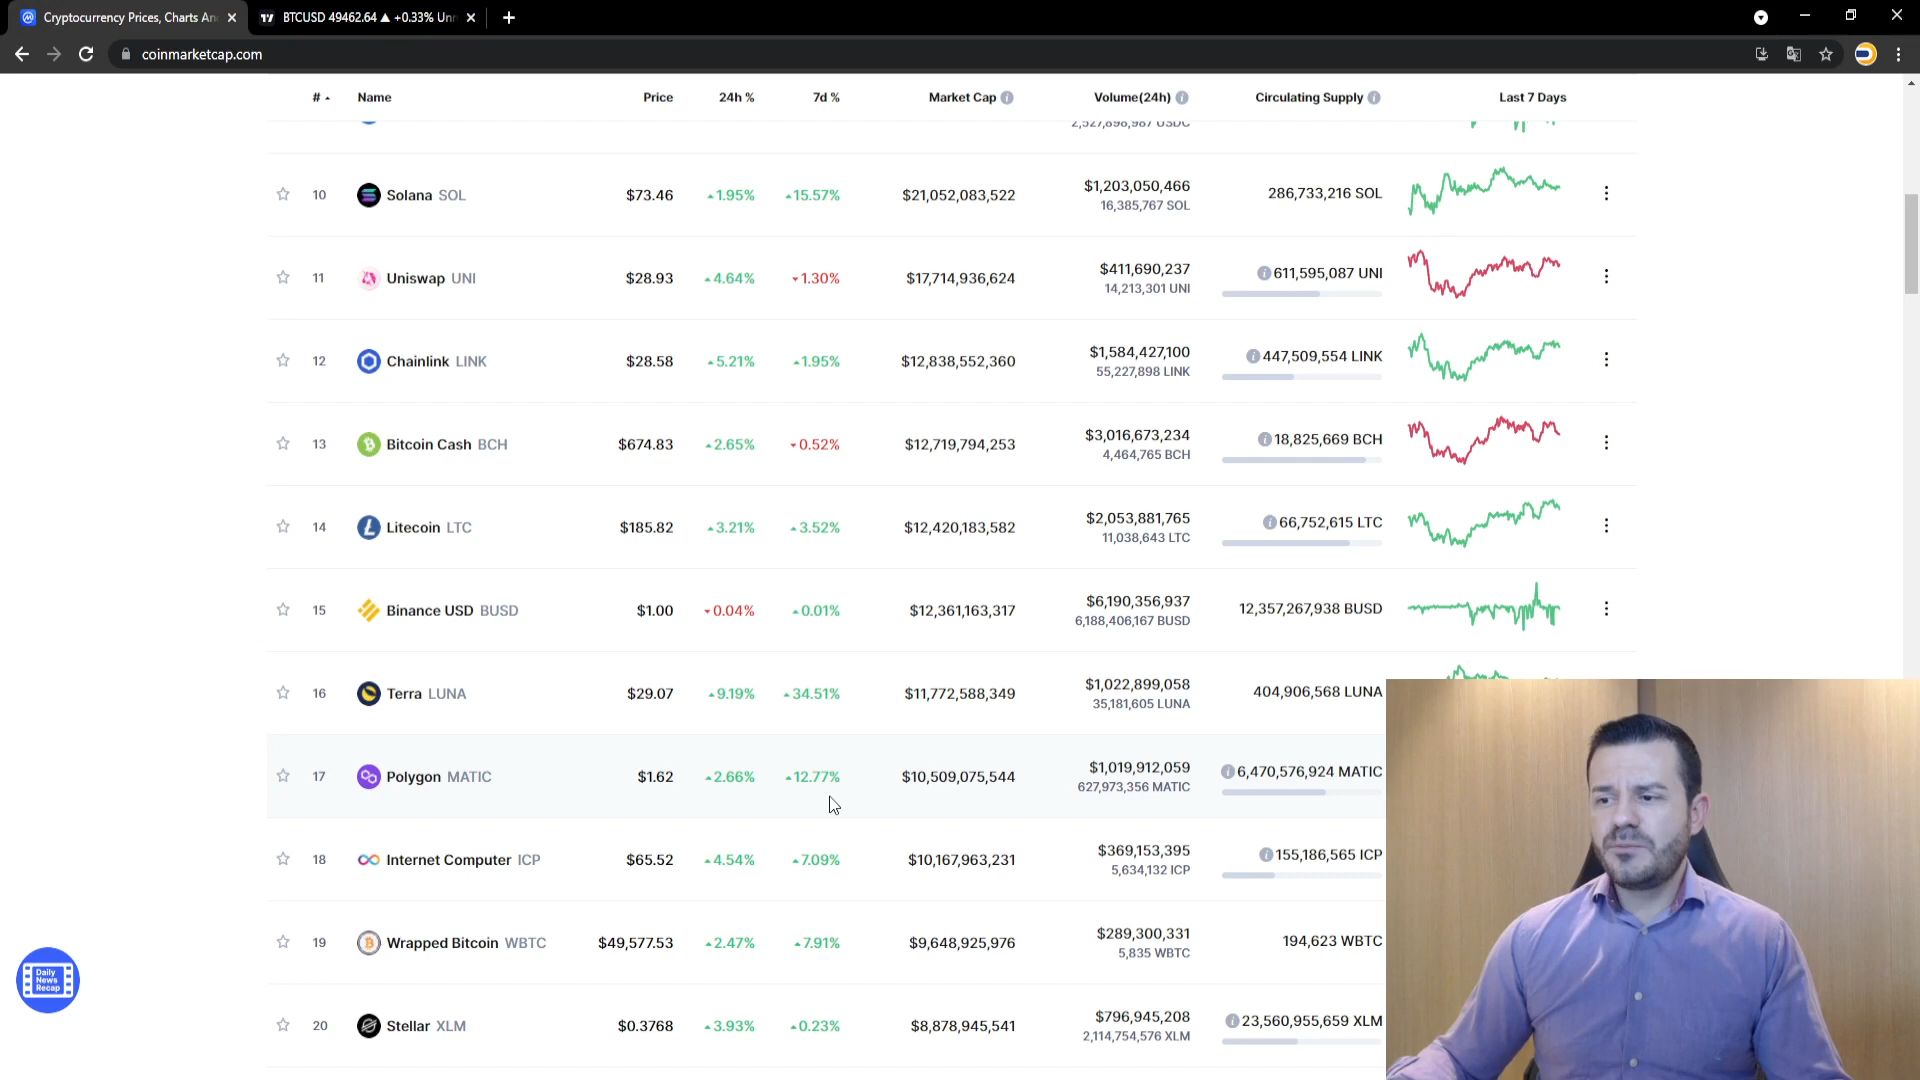 Cryptocurrency Prices, Charts An
BTCUSD 49462.64 ▲ +0.33% Unn
coinmarketcap.com
# Name Price 24h % 7d % Market Cap Volume(24h) Circulating Supply Last 7 Days
2,527,898,987 USDC
10 Solana SOL $73.46 1.95% 15.57% $21,052,083,522 $1,203,050,466 286,733,216 SOL
16,385,767 SOL
11 Uniswap UNI $28.93 4.64% 1.30% $17,714,936,624 $411,690,237 611,595,087 UNI
14,213,301 UNI
12 Chainlink LINK $28.58 5.21% 1.95% $12,838,552,360 $1,584,427,100 447,509,554 LINK
55,227,898 LINK
13 Bitcoin Cash BCH $674.83 2.65% 0.52% $12,719,794,253 $3,016,673,234 18,825,669 BCH
4,464,765 BCH
14 Litecoin LTC $185.82 3.21% 3.52% $12,420,183,582 $2,053,881,765 66,752,615 LTC
11,038,643 LTC
15 Binance USD BUSD $1.00 0.04% 0.01% $12,361,163,317 $6,190,356,937 12,357,267,938 BUSD
6,188,406,167 BUSD
16 Terra LUNA $29.07 9.19% 34.51% $11,772,588,349 $1,022,899,058 404,906,568 LUNA
35,181,605 LUNA
17 Polygon MATIC $1.62 2.66% 12.77% $10,509,075,544 $1,019,912,059 6,470,576,924 MATIC
627,973,356 MATIC
18 Internet Computer ICP $65.52 4.54% 7.09% $10,167,963,231 $369,153,395 155,186,565 ICP
5,634,132 ICP
19 Wrapped Bitcoin WBTC $49,577.53 2.47% 7.91% $9,648,925,976 $289,300,331 194,623 WBTC
5,835 WBTC
20 Stellar XLM $0.3768 3.93% 0.23% $8,878,945,541 $796,945,208 23,560,955,659 XLM
2,114,754,576 XLM
Daily
News
Recap